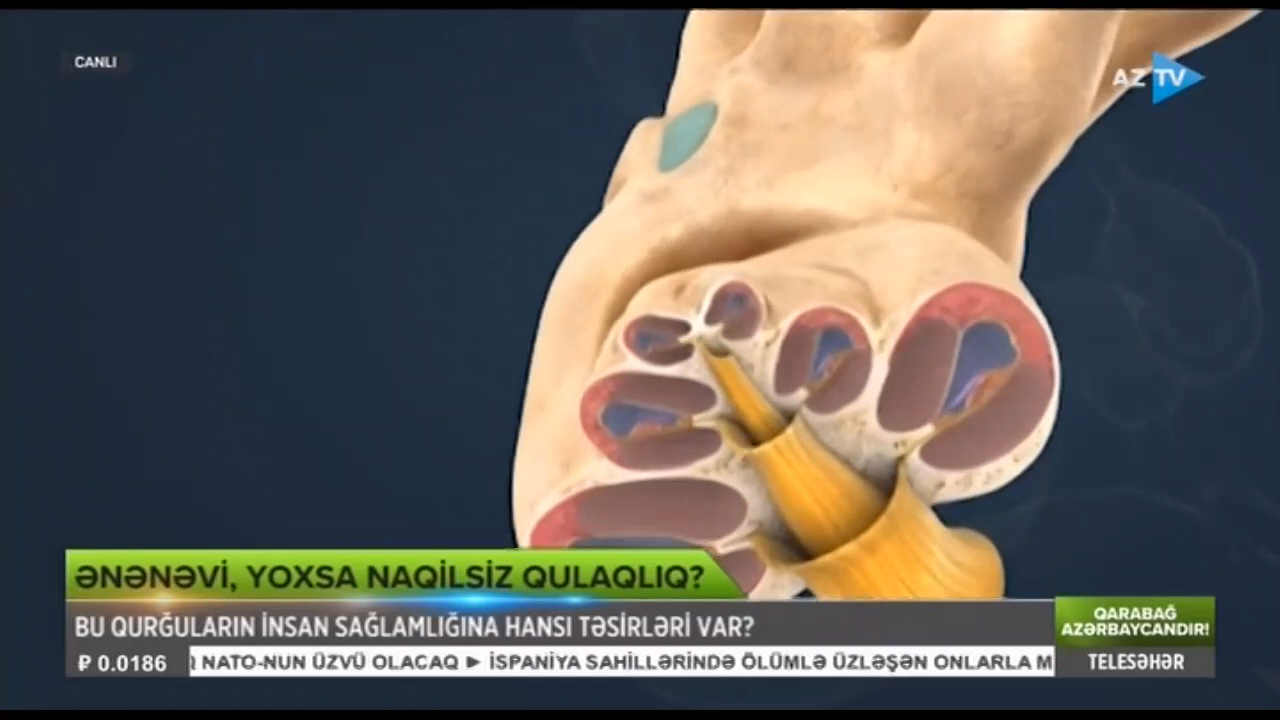 CANLI
AZ TV
ƏNƏNƏVİ, YOXSA NAQİLSİZ QULAQLIQ?
BU QURĞULARIN İNSAN SAĞLAMLIĞINA HANSI TƏSİRLƏRİ VAR?
QARABAĞ
AZƏRBAYCANDIR!
₽ 0.0186
NATO-NUN ÜZVÜ OLACAQ ► İSPANİYA SAHİLLƏRİNDƏ ÖLÜMLƏ ÜZLƏŞƏN ONLARLA M
TELESƏHƏR